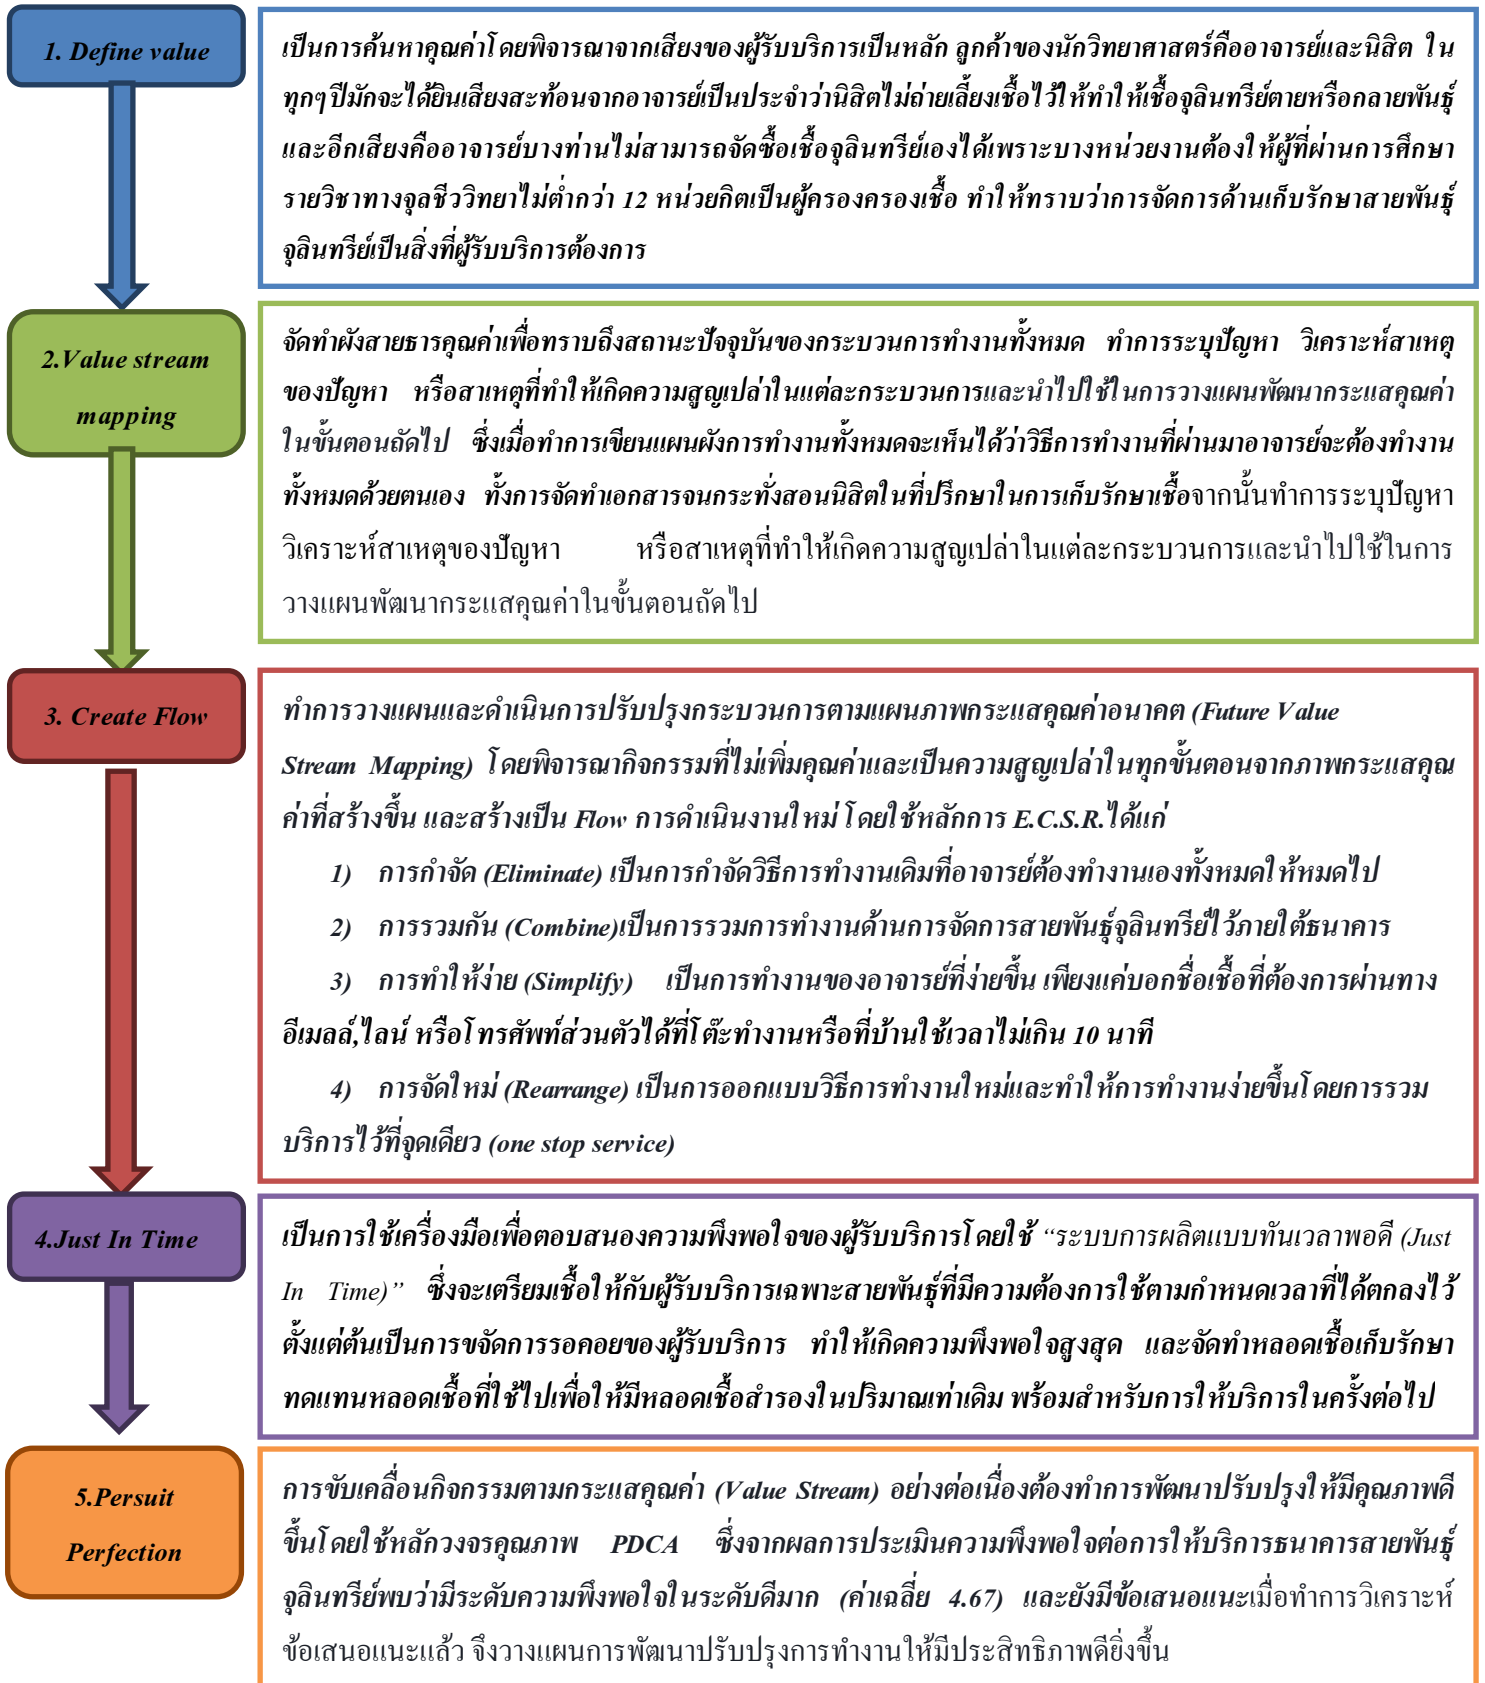 1. Define value
เป็นการค้นหาคุณค่าโดยพิจารณาจากเสียงของผู้รับบริการเป็นหลัก ลูกค้าของนักวิทยาศาสตร์คืออาจารย์และนิสิต ใน
ทุกๆปีมักจะได้ยินเสียงสะท้อนจากอาจารย์เป็นประจำว่านิสิตไม่ถ่ายเลี้ยงเชื้อไว้ให้ทำให้เชื้อจุลินทรีย์ตายหรือกลายพันธุ์
และอีกเสียงคืออาจารย์บางท่านไม่สามารถจัดซื้อเชื้อจุลินทรีย์เองได้เพราะบางหน่วยงานต้องให้ผู้ที่ผ่านการศึกษา
รายวิชาทางจุลชีววิทยาไม่ต่ำกว่า 12 หน่วยกิตเป็นผู้ครองครองเชื้อ ทำให้ทราบว่าการจัดการด้านเก็บรักษาสายพันธุ์
จุลินทรีย์เป็นสิ่งที่ผู้รับบริการต้องการ
2.Value stream
mapping
จัดทำผังสายธารคุณค่าเพื่อทราบถึงสถานะปัจจุบันของกระบวนการทำงานทั้งหมด ทำการระบุปัญหา วิเคราะห์สาเหตุ
ของปัญหา หรือสาเหตุที่ทำให้เกิดความสูญเปล่าในแต่ละกระบวนการและนำไปใช้ในการวางแผนพัฒนากระแสคุณค่า
ในขั้นตอนถัดไป ซึ่งเมื่อทำการเขียนแผนผังการทำงานทั้งหมดจะเห็นได้ว่าวิธีการทำงานที่ผ่านมาอาจารย์จะต้องทำงาน
ทั้งหมดด้วยตนเอง ทั้งการจัดทำเอกสารจนกระทั่งสอนนิสิตในที่ปรึกษาในการเก็บรักษาเชื้อจากนั้นทำการระบุปัญหา
วิเคราะห์สาเหตุของปัญหา หรือสาเหตุที่ทำให้เกิดความสูญเปล่าในแต่ละกระบวนการและนำไปใช้ในการ
วางแผนพัฒนากระแสคุณค่าในขั้นตอนถัดไป
3. Create Flow
ทำการวางแผนและดำเนินการปรับปรุงกระบวนการตามแผนภาพกระแสคุณค่าอนาคต (Future Value
Stream Mapping) โดยพิจารณากิจกรรมที่ไม่เพิ่มคุณค่าและเป็นความสูญเปล่าในทุกขั้นตอนจากภาพกระแสคุณ
ค่าที่สร้างขึ้น และสร้างเป็น Flow การดำเนินงานใหม่ โดยใช้หลักการ E.C.S.R.ได้แก่
1) การกำจัด (Eliminate) เป็นการกำจัดวิธีการทำงานเดิมที่อาจารย์ต้องทำงานเองทั้งหมดให้หมดไป
2) การรวมกัน (Combine)เป็นการรวมการทำงานด้านการจัดการสายพันธุ์จุลินทรีย์ไว้ภายใต้ธนาคาร
3) การทำให้ง่าย (Simplify) เป็นการทำงานของอาจารย์ที่ง่ายขึ้น เพียงแค่บอกชื่อเชื้อที่ต้องการผ่านทาง
อีเมลล์,ไลน์ หรือโทรศัพท์ส่วนตัวได้ที่โต๊ะทำงานหรือที่บ้านใช้เวลาไม่เกิน 10 นาที
4) การจัดใหม่ (Rearrange) เป็นการออกแบบวิธีการทำงานใหม่และทำให้การทำงานง่ายขึ้นโดยการรวม
บริการไว้ที่จุดเดียว (one stop service)
4.Just In Time
เป็นการใช้เครื่องมือเพื่อตอบสนองความพึงพอใจของผู้รับบริการโดยใช้ “ระบบการผลิตแบบทันเวลาพอดี (Just
In Time)” ซึ่งจะเตรียมเชื้อให้กับผู้รับบริการเฉพาะสายพันธุ์ที่มีความต้องการใช้ตามกำหนดเวลาที่ได้ตกลงไว้
ตั้งแต่ต้นเป็นการขจัดการรอคอยของผู้รับบริการ ทำให้เกิดความพึงพอใจสูงสุด และจัดทำหลอดเชื้อเก็บรักษา
ทดแทนหลอดเชื้อที่ใช้ไปเพื่อให้มีหลอดเชื้อสำรองในปริมาณเท่าเดิม พร้อมสำหรับการให้บริการในครั้งต่อไป
5.Persuit
Perfection
การขับเคลื่อนกิจกรรมตามกระแสคุณค่า (Value Stream) อย่างต่อเนื่องต้องทำการพัฒนาปรับปรุงให้มีคุณภาพดี
ขึ้นโดยใช้หลักวงจรคุณภาพ PDCA ซึ่งจากผลการประเมินความพึงพอใจต่อการให้บริการธนาคารสายพันธุ์
จุลินทรีย์พบว่ามีระดับความพึงพอใจในระดับดีมาก (ค่าเฉลี่ย 4.67) และยังมีข้อเสนอแนะเมื่อทำการวิเคราะห์
ข้อเสนอแนะแล้ว จึงวางแผนการพัฒนาปรับปรุงการทำงานให้มีประสิทธิภาพดียิ่งขึ้น